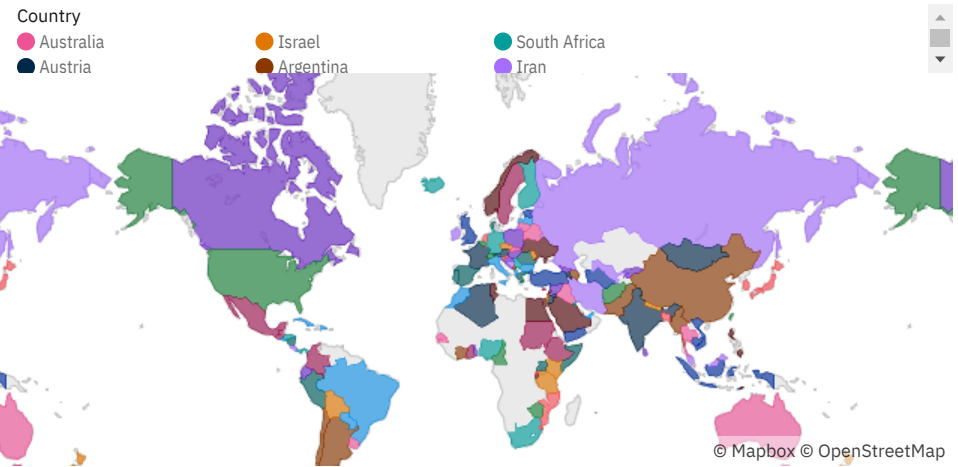 Country
Australia Israel South Africa
Austria Argentina Iran
© Mapbox © OpenStreetMap